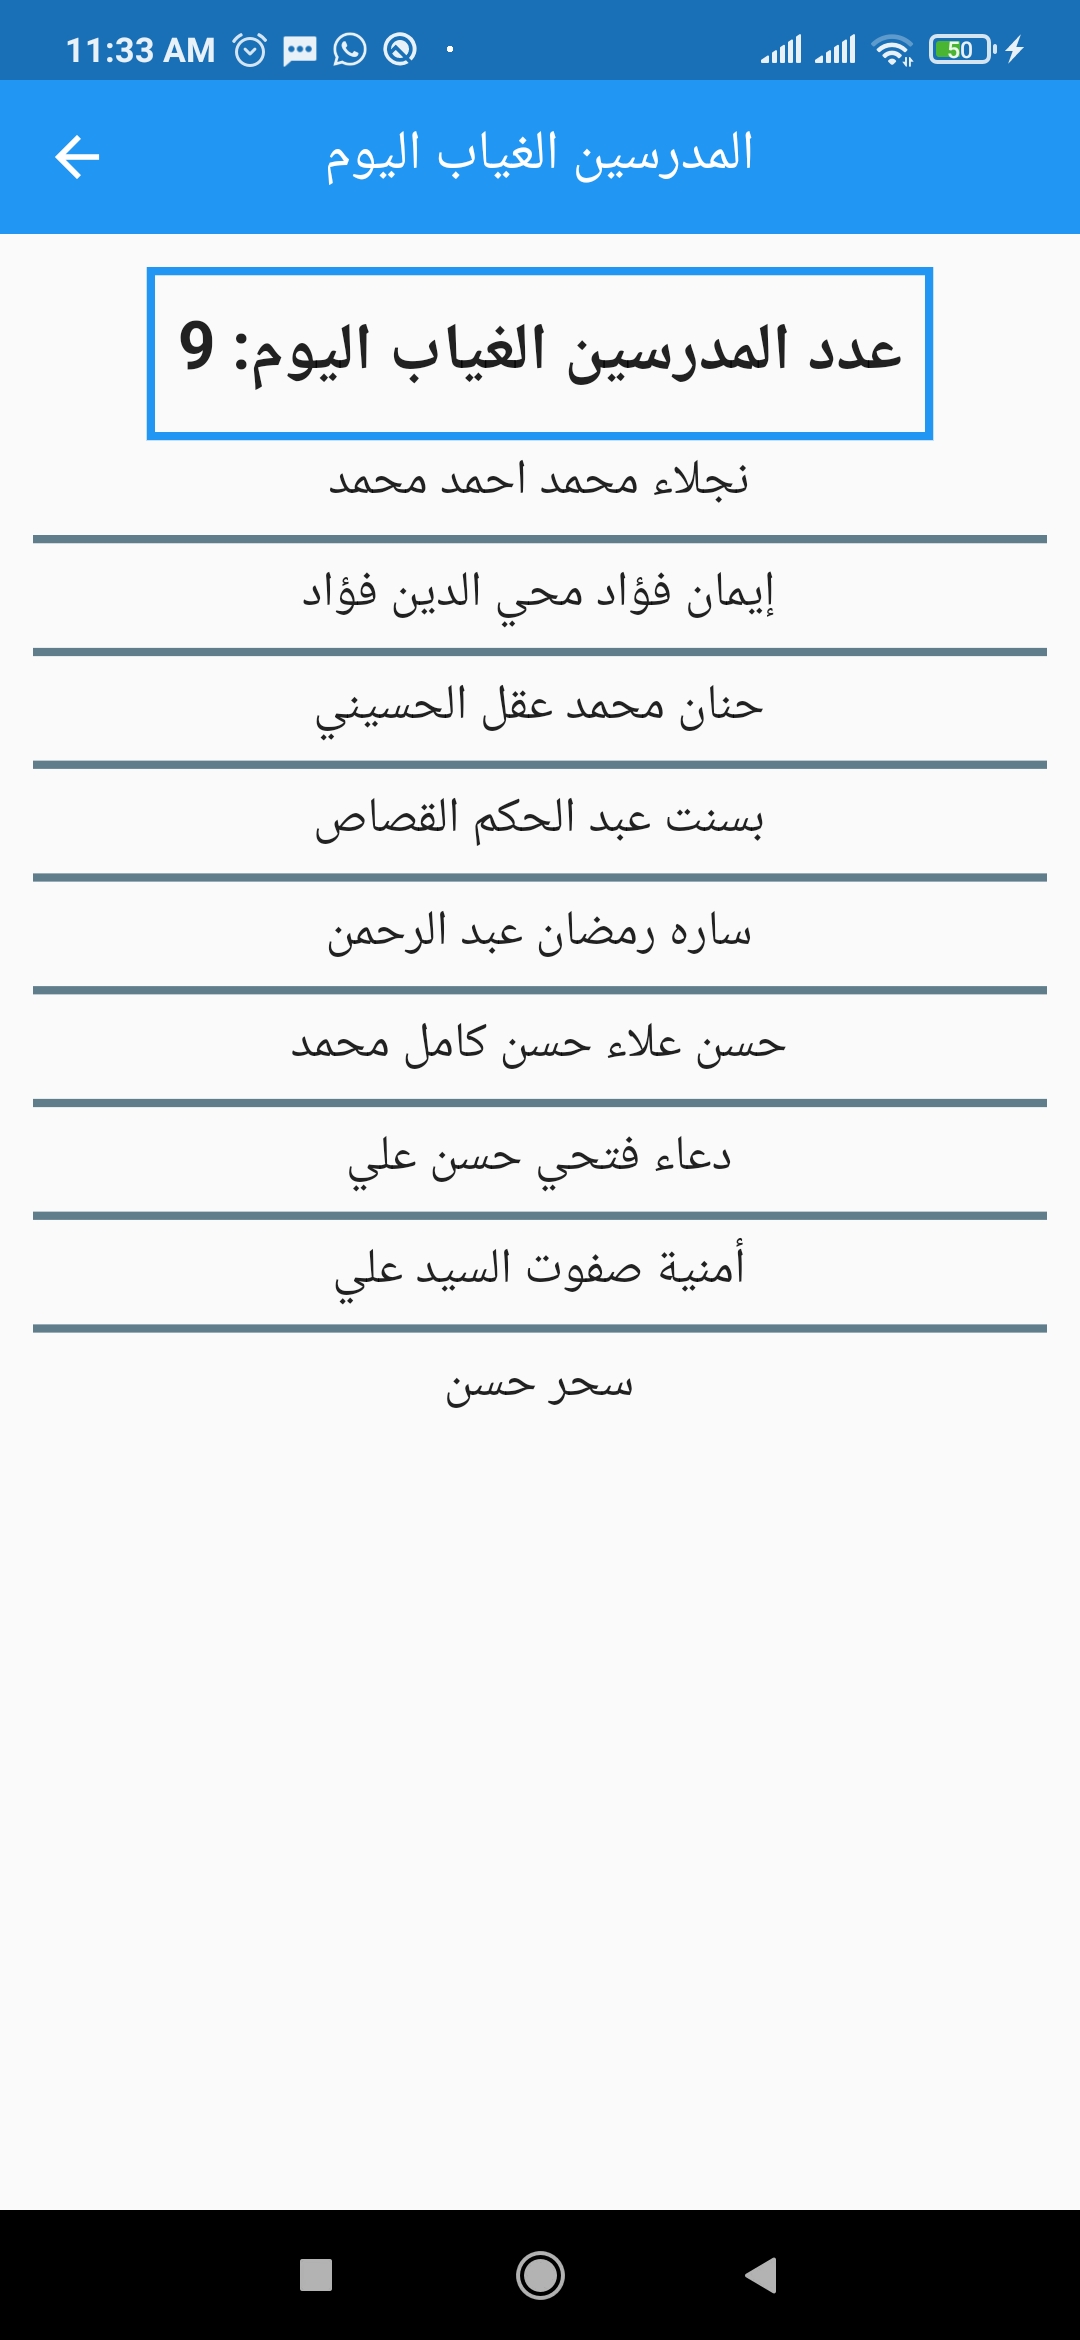 11:33 AM
50
المدرسين الغياب اليوم
عدد المدرسين الغياب اليوم: 9
نجلاء محمد احمد محمد
إيمان فؤاد محي الدين فؤاد
حنان محمد عقل الحسيني
بسنت عبد الحكم القصاص
ساره رمضان عبد الرحمن
حسن علاء حسن كامل محمد
دعاء فتحي حسن علي
أمنية صفوت السيد علي
سحر حسن